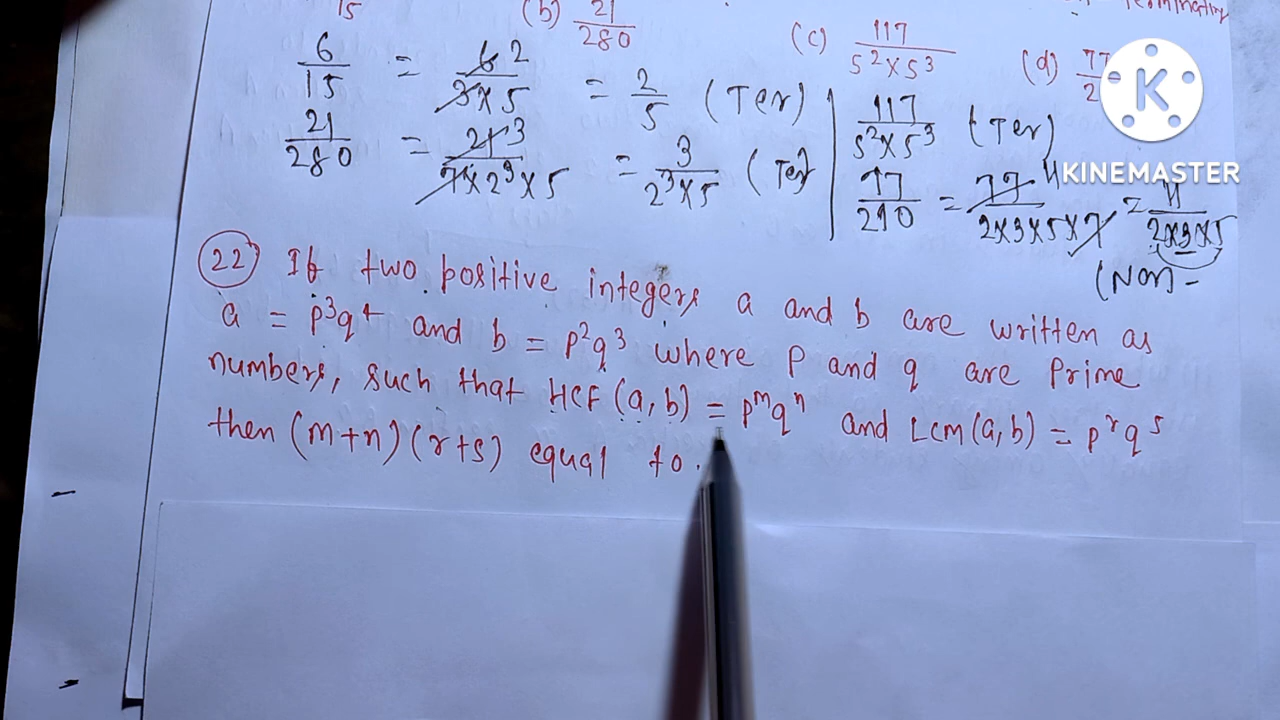 15 (b) 21/280 (c) 117/5²×5³ (d) 77 Terminating
6/15 = 6 2/3×5 = 2/5 (Ter) 117/5²×5³ (Ter)
21/280 = 21 3/7×2³×5 = 3/2³×5 (Ter) 77/210 = 77 11/2×3×5×7 = 11/2×3×5
(Non-
(22) If two positive integers a and b are written as
a = p³q⁴ and b = p²q³ where p and q are Prime
numbers, such that HCF (a, b) = pᵐqⁿ and Lcm (a, b) = pʳqˢ
then (m+n) (r+s) equal to.
K
KINEMASTER